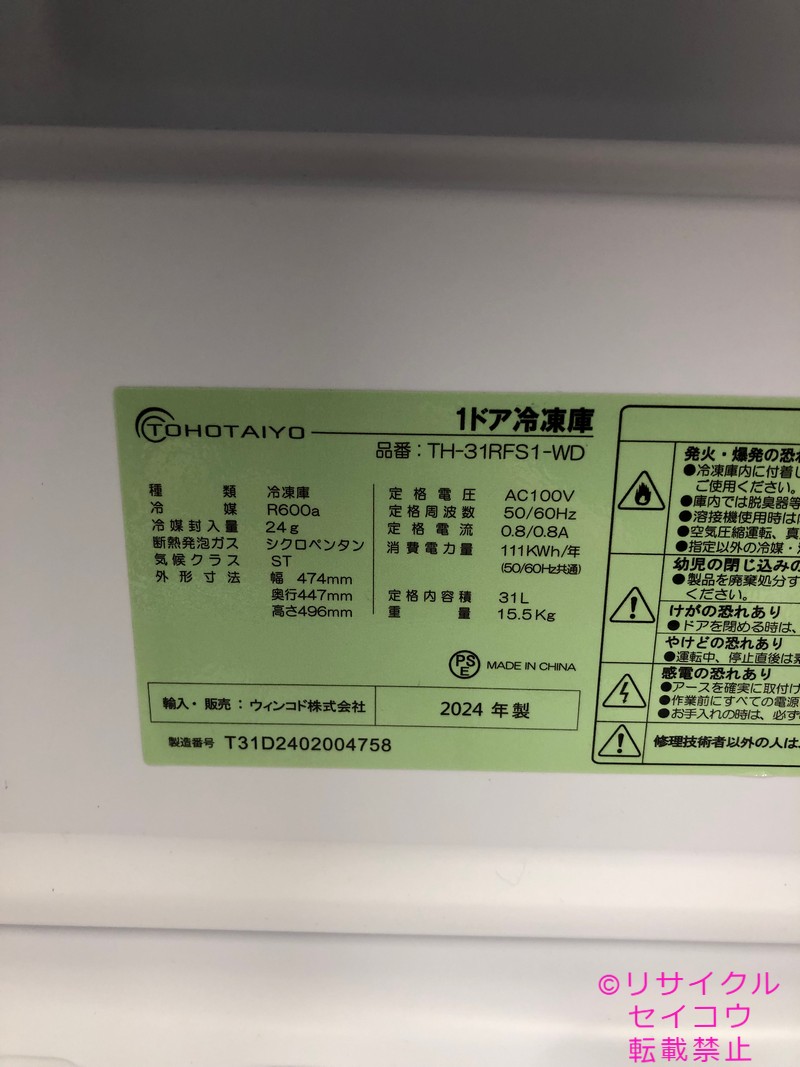 TOHOTAIYO
1ドア冷凍庫
品番：TH-31RFS1-WD
種類 冷凍庫
冷媒 R600a
冷媒封入量 24g
断熱発泡ガス シクロペンタン
気候クラス ST
外形寸法 幅 474mm
奥行447mm
高さ496mm
定格電圧 AC100V
定格周波数 50/60Hz
定格電流 0.8/0.8A
消費電力量 111KWh/年
(50/60Hz共通)
定格内容積 31L
重量 15.5Kg
PSE MADE IN CHINA
輸入・販売：ウィンコド株式会社
2024 年製
製造番号 T31D2402004758
発火・爆発の恐れ
●冷凍庫内に付着し
ご使用ください。
●庫内では脱臭器等
●溶接機使用時は
●空気圧縮運転、真
●指定以外の冷媒・
幼児の閉じ込みの
●製品を廃棄処分す
ください。
けがの恐れあり
●ドアを閉める時は、
やけどの恐れあり
●運転中、停止直後は
感電の恐れあり
●アースを確実に取付け
●作業前にすべての電源
●お手入れの時は、必ず
修理技術者以外の人は、
©リサイクル
セイコウ
転載禁止